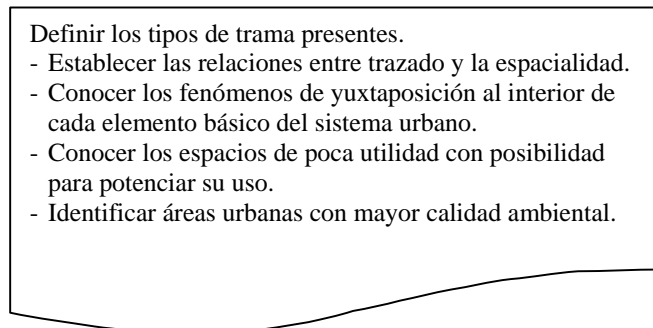 Definir los tipos de trama presentes.
- Establecer las relaciones entre trazado y la espacialidad.
- Conocer los fenómenos de yuxtaposición al interior de
cada elemento básico del sistema urbano.
- Conocer los espacios de poca utilidad con posibilidad
para potenciar su uso.
- Identificar áreas urbanas con mayor calidad ambiental.